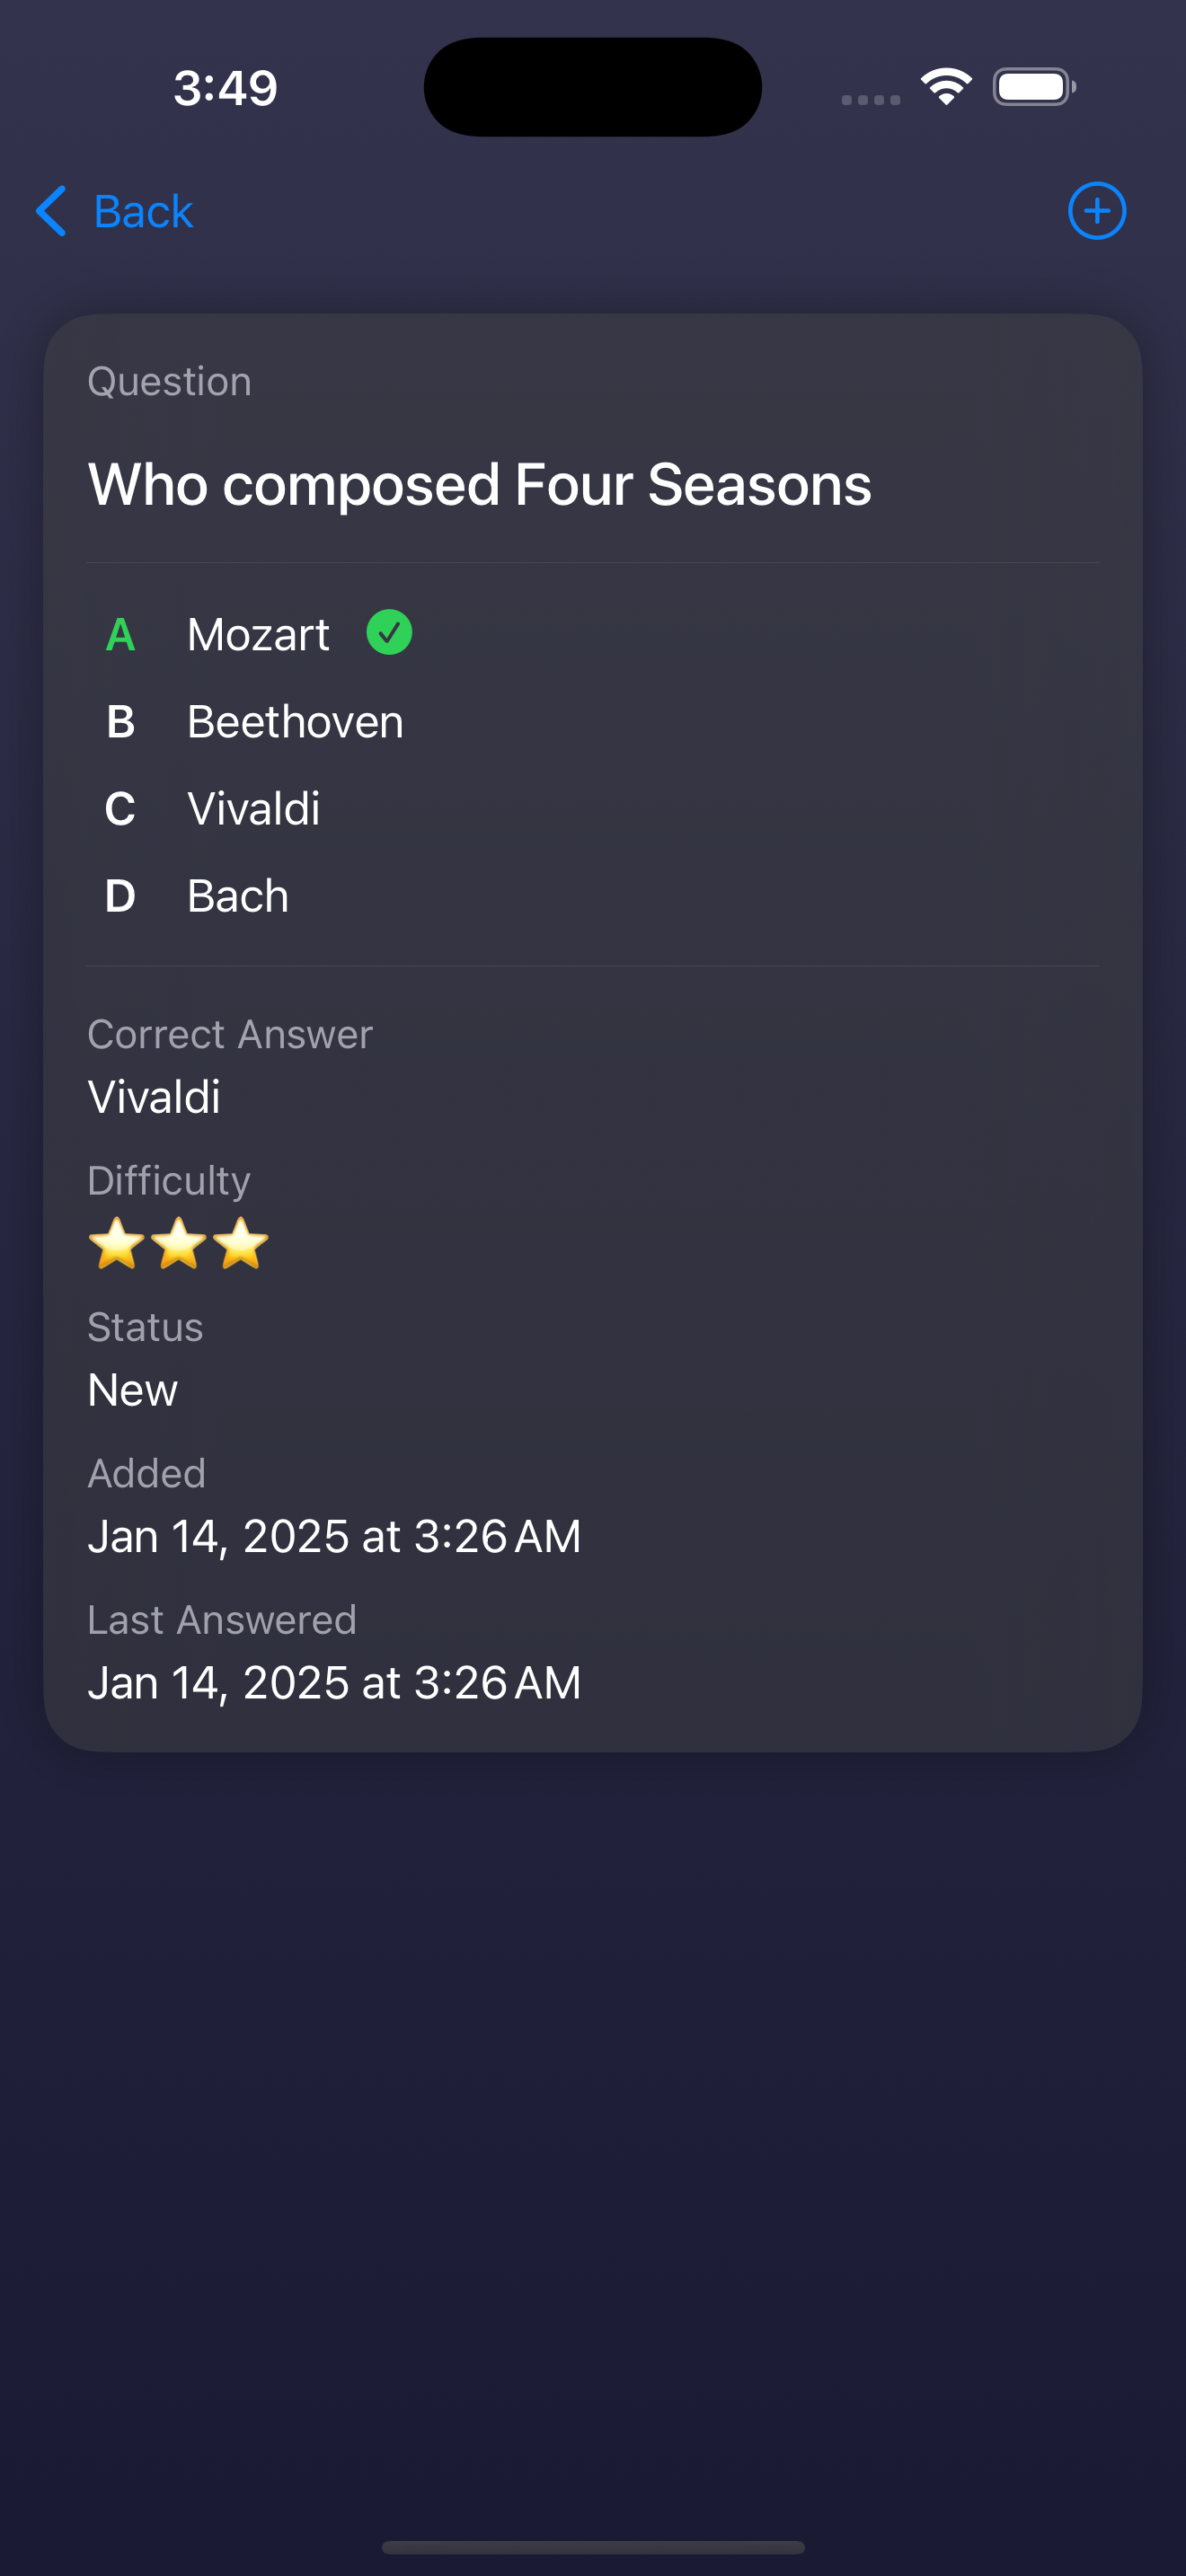 3:49
Back
Question
Who composed Four Seasons
A Mozart
B Beethoven
C Vivaldi
D Bach
Correct Answer
Vivaldi
Difficulty
⭐⭐⭐
Status
New
Added
Jan 14, 2025 at 3:26 AM
Last Answered
Jan 14, 2025 at 3:26 AM